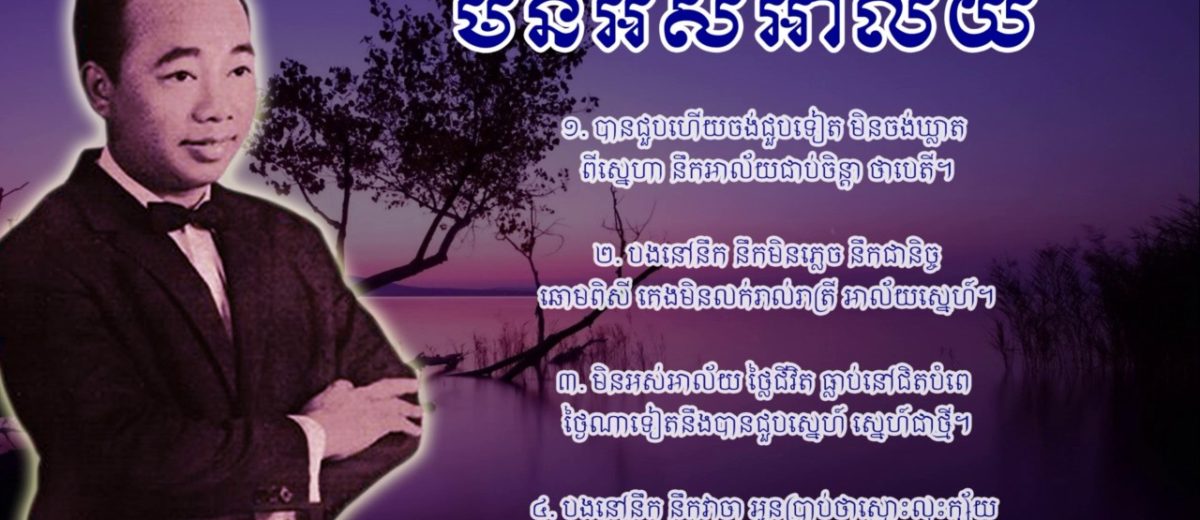 មិនអស់អាល័យ
១. បានជួបហើយចង់ជួបទៀត មិនចង់ឃ្លាត
ពីស្នេហា នឹកអាល័យជាប់ចិន្តា ថាបេតី។
២. បងនៅនឹក នឹកមិនភ្លេច នឹកជានិច្ច
ឆោមពិសី គេងមិនលក់រាល់រាត្រី អាល័យស្នេហ៍។
៣. មិនអស់អាល័យ ថ្លៃជីវិត ធ្លាប់នៅជិតបំពេ
ថ្ងៃណាទៀតនឹងបានជួបស្នេហ៍ ស្នេហ៍ជាថ្មី។
៤. បងនៅនឹក នឹកវាចា អូនប្រាប់ថាស្មោះលុះក្ស័យ